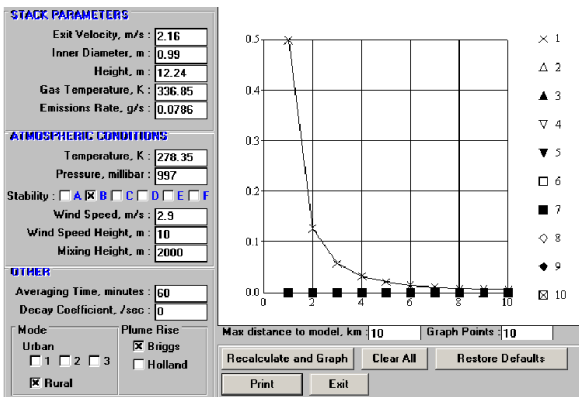 STACK PARAMETERS
Exit Velocity, m/s : 2.16
Inner Diameter, m : 0.99
Height, m : 12.24
Gas Temperature, K : 336.85
Emissions Rate, g/s : 0.0786
ATMOSPHERIC CONDITIONS
Temperature, K : 278.35
Pressure, millibar : 997
Stability : A B C D E F
Wind Speed, m/s : 2.9
Wind Speed Height, m : 10
Mixing Height, m : 2000
OTHER
Averaging Time, minutes : 60
Decay Coefficient, /sec : 0
Mode
Urban
1 2 3
Rural
Plume Rise
Briggs
Holland
0.5
0.4
0.3
0.2
0.1
0.0
0 2 4 6 8 10
1
2
3
4
5
6
7
8
9
10
Max distance to model, km : 10 Graph Points : 10
Recalculate and Graph Clear All Restore Defaults
Print Exit